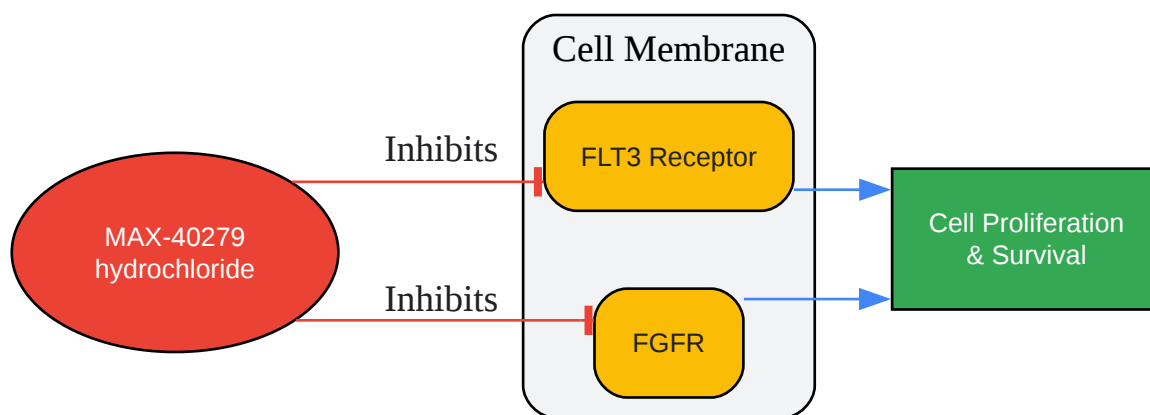 Cell Membrane
Inhibits
FLT3 Receptor
MAX-40279
hydrochloride
Cell Proliferation
& Survival
Inhibits
FGFR